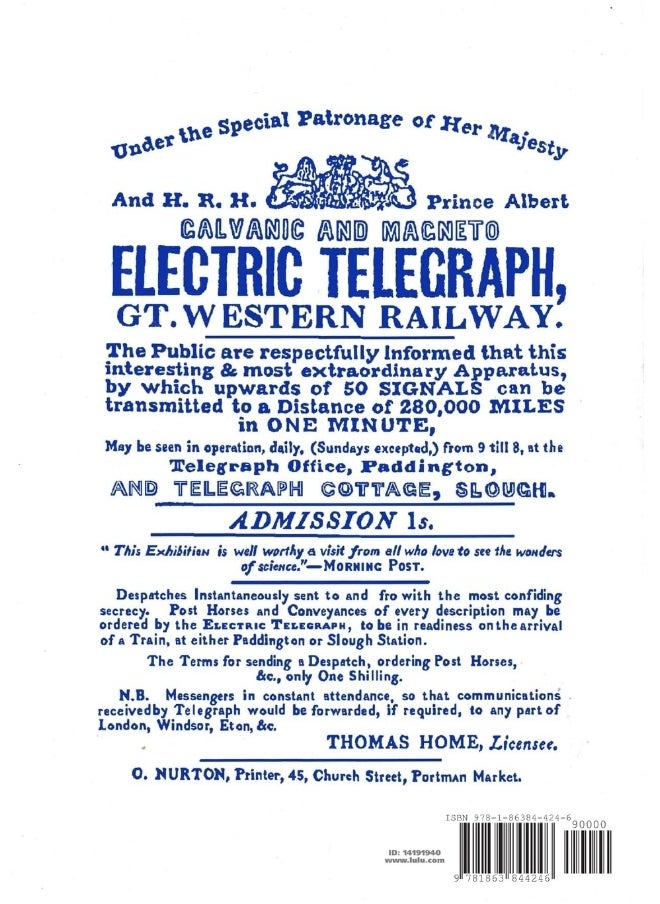 Under the Special Patronage of Her Majesty
And H. R. H. Prince Albert
GALVANIC AND MAGNETO
ELECTRIC TELEGRAPH,
GT. WESTERN RAILWAY.
The Public are respectfully informed that this
interesting & most extraordinary Apparatus,
by which upwards of 50 SIGNALS can be
transmitted to a Distance of 280,000 MILES
in ONE MINUTE,
May be seen in operation, daily, (Sundays excepted,) from 9 till 8, at the
Telegraph Office, Paddington,
AND TELEGRAPH COTTAGE, SLOUGH.
ADMISSION 1s.
"This Exhibition is well worthy a visit from all who love to see the wonders
of science."—MORNING POST.
Despatches Instantaneously sent to and fro with the most confiding
secrecy. Post Horses and Conveyances of every description may be
ordered by the ELECTRIC TELEGRAPH, to be in readiness on the arrival
of a Train, at either Paddington or Slough Station.
The Terms for sending a Despatch, ordering Post Horses,
&c., only One Shilling.
N.B. Messengers in constant attendance, so that communications
received by Telegraph would be forwarded, if required, to any part of
London, Windsor, Eton, &c.
THOMAS HOME, Licensee.
O. NURTON, Printer, 45, Church Street, Portman Market.
ISBN 978-1-86384-424-6
90000
ID: 14191940
www.lulu.com
9 781863 844246